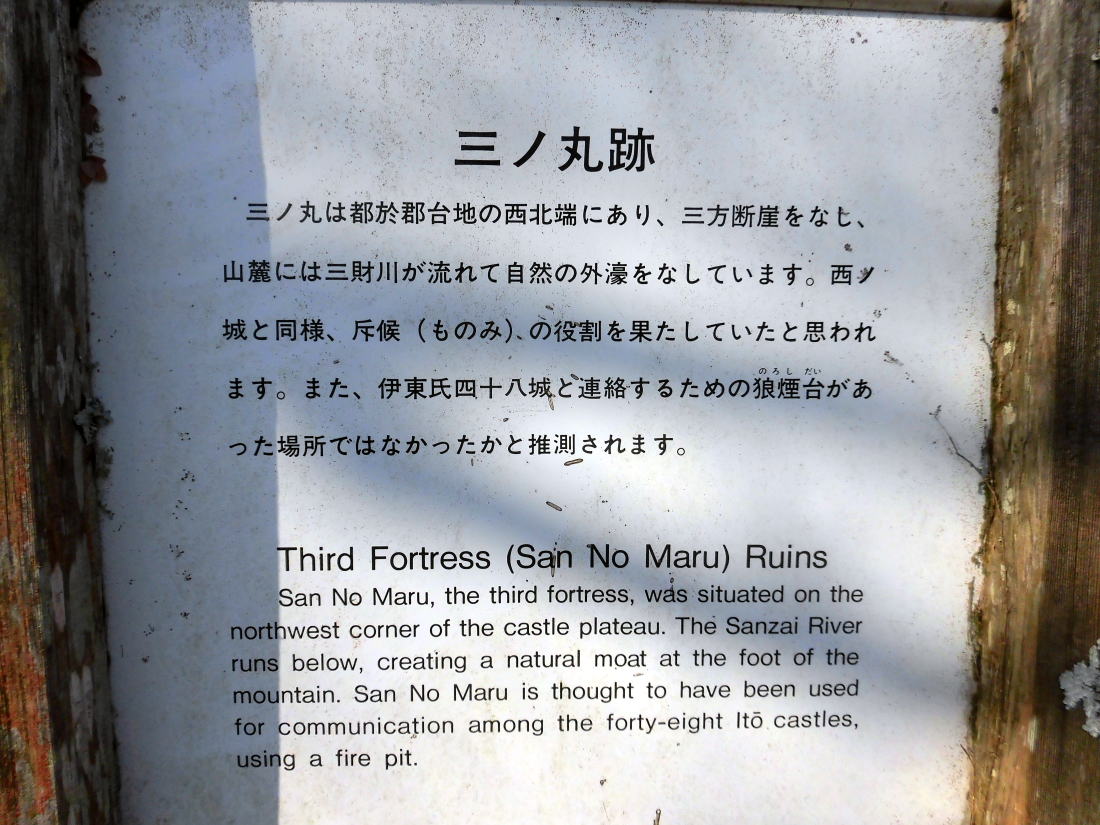 三ノ丸跡
三ノ丸は都於郡台地の西北端にあり、三方断崖をなし、
山麓には三財川が流れて自然の外濠をなしています。西ノ
城と同様、斥候（ものみ）の役割を果たしていたと思われ
のろし だい
ます。また、伊東氏四十八城と連絡するための狼煙台があ
った場所ではなかったかと推測されます。
Third Fortress (San No Maru) Ruins
San No Maru, the third fortress, was situated on the
northwest corner of the castle plateau. The Sanzai River
runs below, creating a natural moat at the foot of the
mountain. San No Maru is thought to have been used
for communication among the forty-eight Itō castles,
using a fire pit.